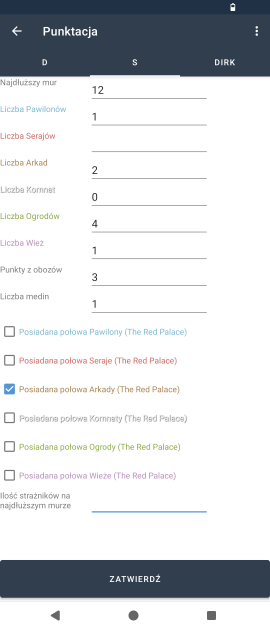 Punktacja
D S DIRK
Najdłuższy mur 12
Liczba Pawilonów 1
Liczba Serajów
Liczba Arkad 2
Liczba Komnat 0
Liczba Ogrodów 4
Liczba Wież 1
Punkty z obozów 3
Liczba medin 1
Posiadana połowa Pawilony (The Red Palace)
Posiadana połowa Seraje (The Red Palace)
Posiadana połowa Arkady (The Red Palace)
Posiadana połowa Komnaty (The Red Palace)
Posiadana połowa Ogrody (The Red Palace)
Posiadana połowa Wieże (The Red Palace)
Ilość strażników na
najdłuższym murze
ZATWIERDŹ